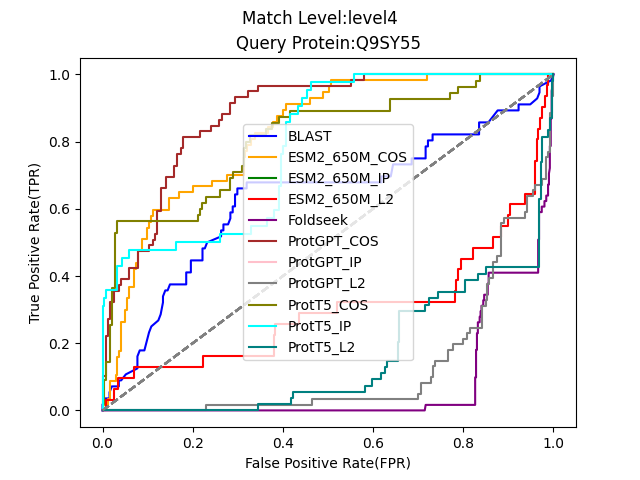 Match Level:level4
Query Protein:Q9SY55
True Positive Rate(TPR)
1.0
0.8
0.6
0.4
0.2
0.0
BLAST
ESM2_650M_COS
ESM2_650M_IP
ESM2_650M_L2
Foldseek
ProtGPT_COS
ProtGPT_IP
ProtGPT_L2
ProtT5_COS
ProtT5_IP
ProtT5_L2
0.0 0.2 0.4 0.6 0.8 1.0
False Positive Rate(FPR)